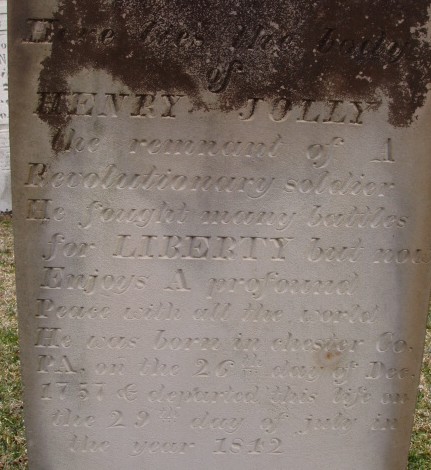 Here lies the body
of
HENRY JOLLY
the remnant of A
Revolutionary soldier
He fought many battles
for LIBERTY but now
Enjoys A profound
Peace with all the world
He was born in chester Co.
PA. on the 26th day of Dec.
1757 & departed this life on
the 29th day of july in
the year 1842